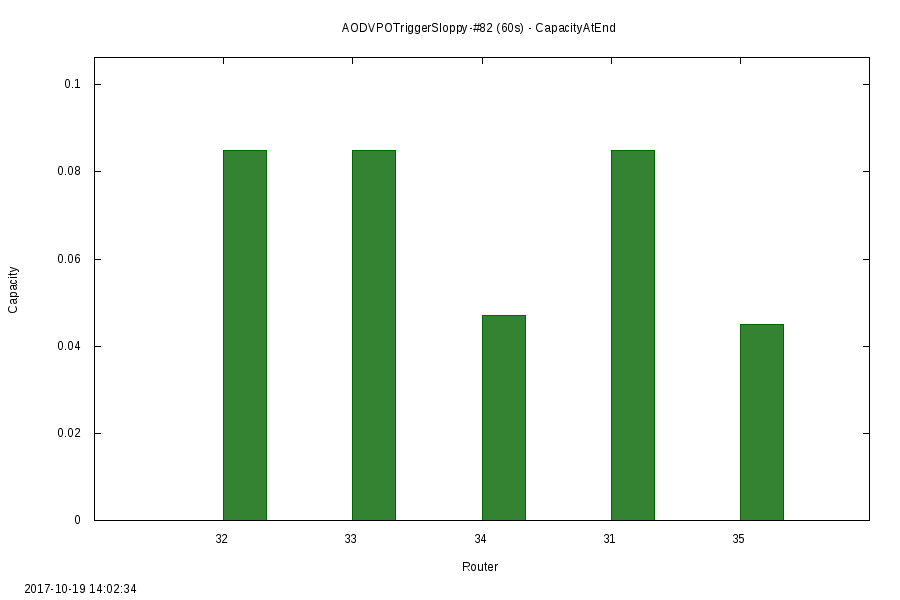 AODVPOTriggerSloppy-#82 (60s) - CapacityAtEnd
0.1
0.08
0.06
0.04
0.02
0
Capacity
32 33 34 31 35
Router
2017-10-19 14:02:34